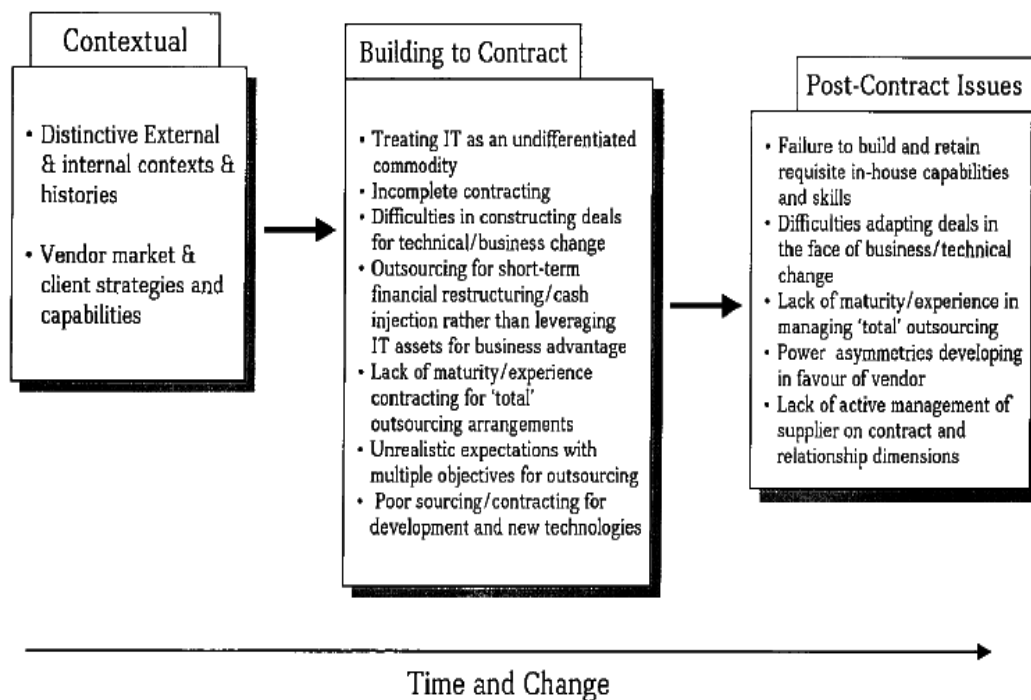 Contextual
• Distinctive External
& internal contexts &
histories
• Vendor market &
client strategies and
capabilities
Building to Contract
• Treating IT as an undifferentiated
commodity
• Incomplete contracting
• Difficulties in constructing deals
for technical/business change
• Outsourcing for short-term
financial restructuring/cash
injection rather than leveraging
IT assets for business advantage
• Lack of maturity/experience
contracting for 'total'
outsourcing arrangements
• Unrealistic expectations with
multiple objectives for outsourcing
• Poor sourcing/contracting for
development and new technologies
Post-Contract Issues
• Failure to build and retain
requisite in-house capabilities
and skills
• Difficulties adapting deals in
the face of business/technical
change
• Lack of maturity/experience in
managing 'total' outsourcing
• Power asymmetries developing
in favour of vendor
• Lack of active management of
supplier on contract and
relationship dimensions
Time and Change